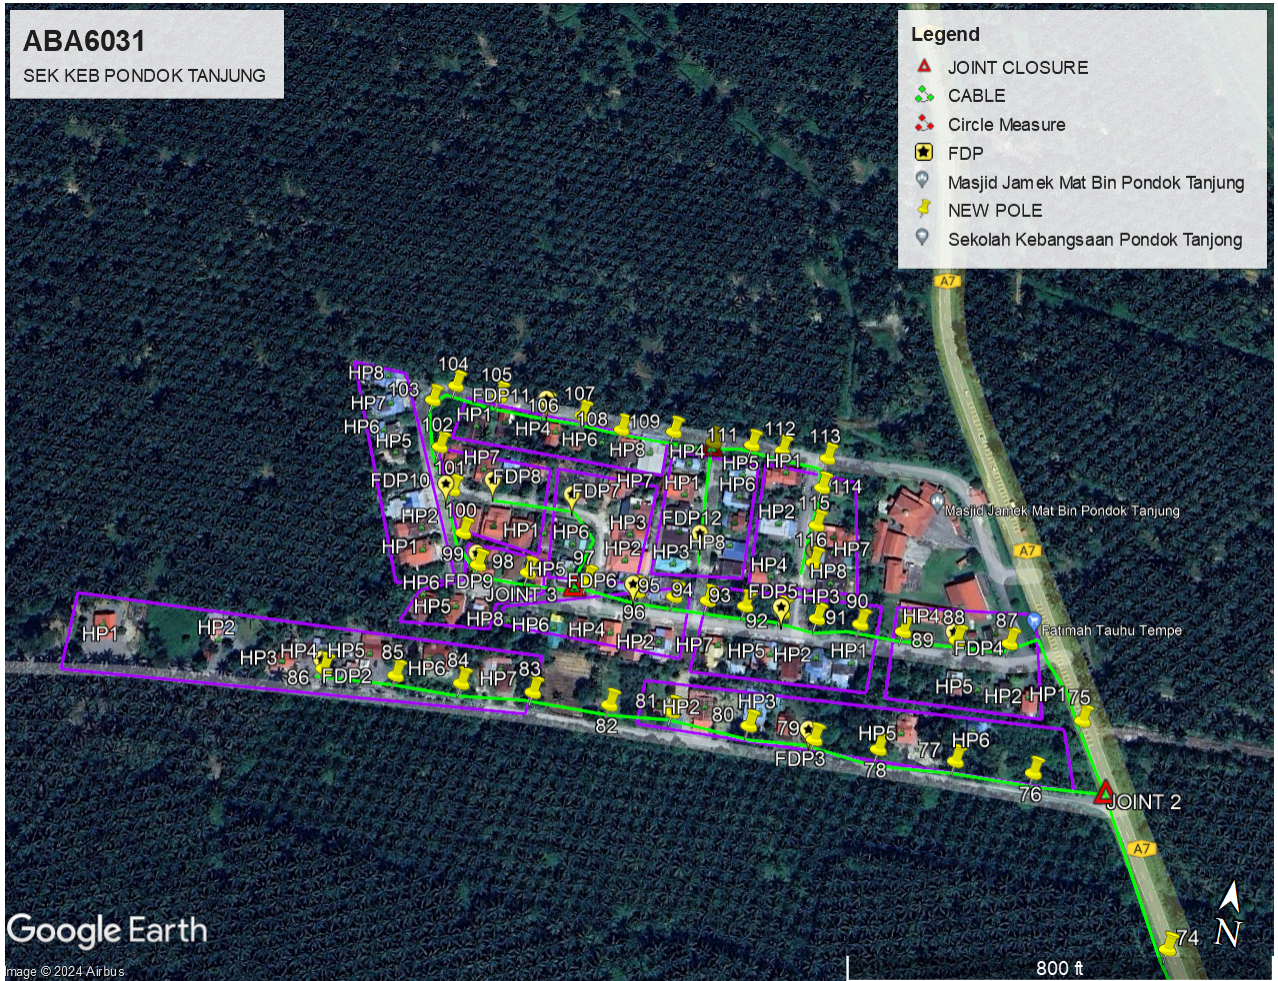 ABA6031
SEK KEB PONDOK TANJUNG
Legend
JOINT CLOSURE
CABLE
Circle Measure
FDP
Masjid Jamek Mat Bin Pondok Tanjung
NEW POLE
Sekolah Kebangsaan Pondok Tanjong
A7
104
HP8
103
105
FDP11
106
107
HP7
HP1
108
109
HP6
102
HP4
HP6
HP8
HP4
111
112
113
HP5
HP7
HP5
HP1
FDP10
101
FDP8
HP7
HP1
HP6
114
FDP7
115
HP2
100
HP3
FDP12
HP2
Masjid Jamek Mat Bin Pondok Tanjung
HP1
HP6
116
HP1
HP2
HP8
HP7
A7
99
98
97
HP3
HP4
HP8
HP5
HP6
FDP9
FDP6
95
94
93
FDP5
HP3
90
JOINT 3
HP5
HP8
HP6
96
92
91
HP4
88
87
HP1
HP2
HP4
HP2
HP7
HP5
HP2
HP1
89
FDP4
Fatimah Tauhu Tempe
HP3
HP4
HP5
85
84
83
HP6
86
FDP2
HP7
HP5
HP2
HP1
75
81
HP2
HP3
80
82
79
HP5
HP6
77
FDP3
78
76
JOINT 2
A7
74
N
Google Earth
Image © 2024 Airbus
800 ft